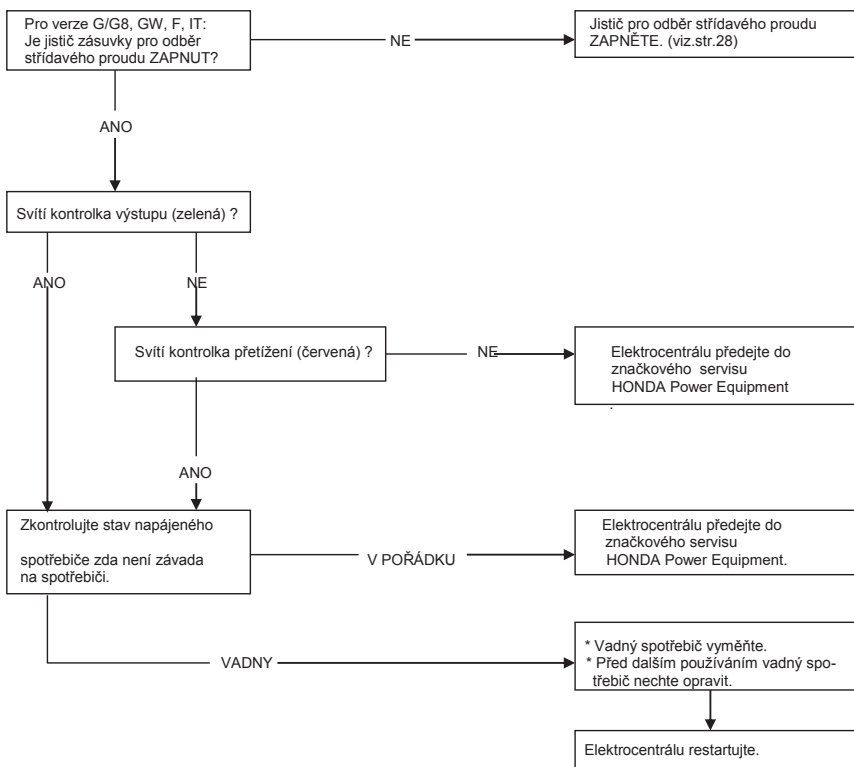 Pro verze G/G8, GW, F, IT:
Je jistič zásuvky pro odběr
střídavého proudu ZAPNUT?
NE
Jistič pro odběr střídavého proudu
ZAPNĚTE. (viz.str.28)
ANO
Svítí kontrolka výstupu (zelená) ?
ANO
NE
Svítí kontrolka přetížení (červená) ?
NE
Elektrocentrálu předejte do
značkového servisu
HONDA Power Equipment
.
ANO
Zkontrolujte stav napájeného
spotřebiče zda není závada
na spotřebiči.
V POŘÁDKU
Elektrocentrálu předejte do
značkového servisu
HONDA Power Equipment.
VADNY
* Vadný spotřebič vyměňte.
* Před dalším používáním vadný spo-
třebič nechte opravit.
Elektrocentrálu restartujte.